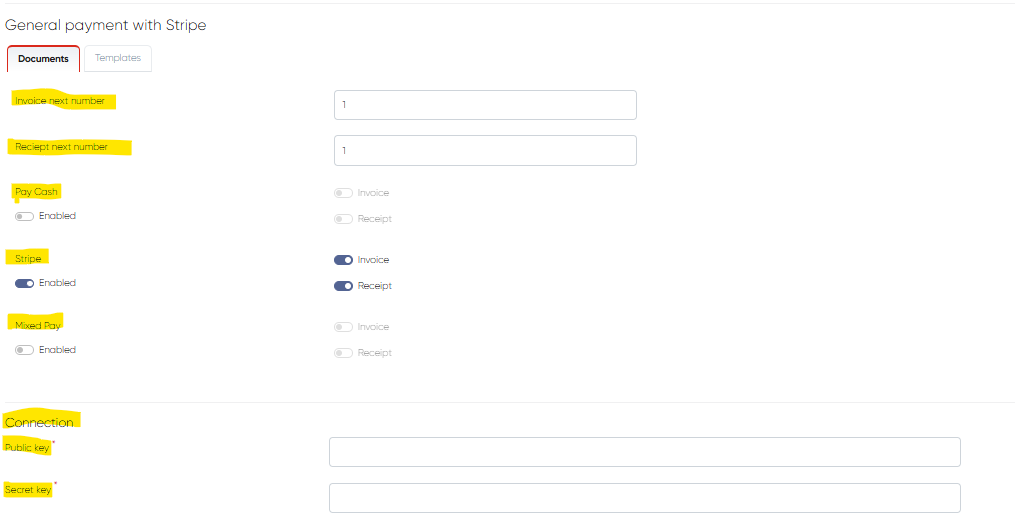 General payment with Stripe
Documents Templates
Invoice next number 1
Reciept next number 1
Pay Cash Invoice
Enabled Receipt
Stripe Invoice
Enabled Receipt
Mixed Pay Invoice
Enabled Receipt
Connection
Public key *
Secret key *